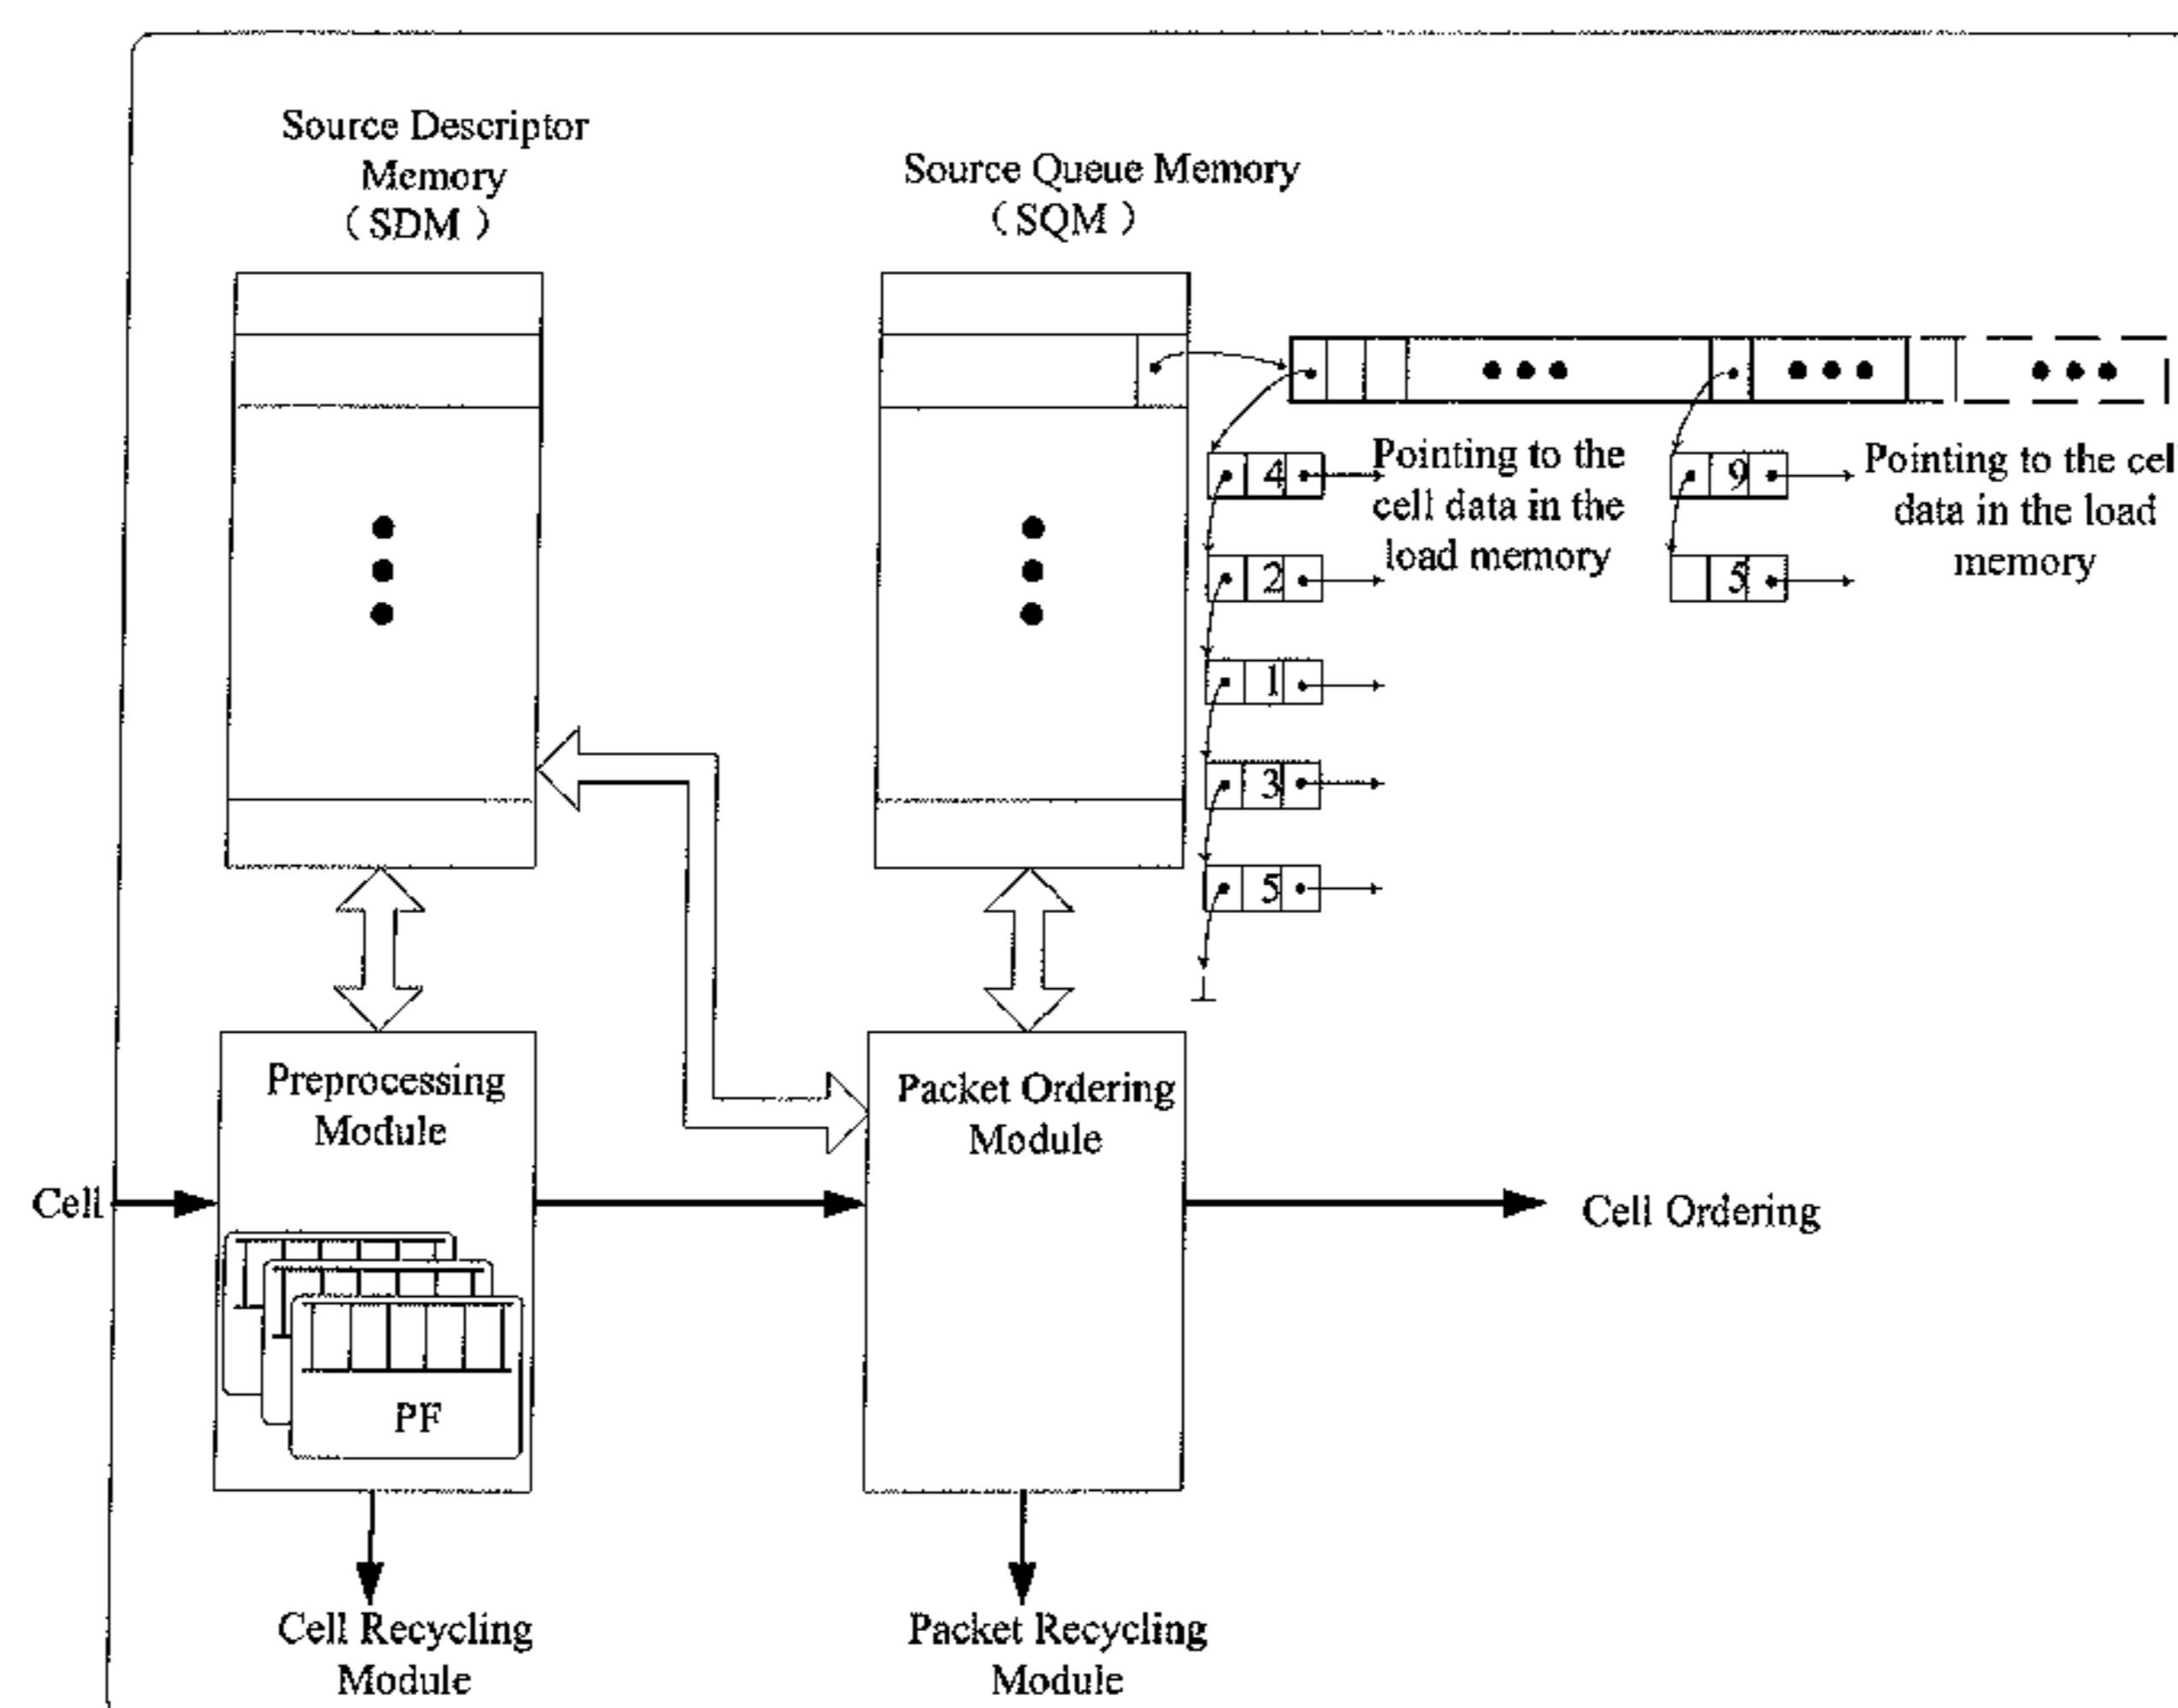 Source Descriptor
Memory
（SDM）
Source Queue Memory
（SQM）
4
Pointing to the
cell data in the
load memory
9
Pointing to the cel
data in the load
memory
2
5
1
3
5
Preprocessing
Module
Packet Ordering
Module
Cell
Cell Ordering
PF
Cell Recycling
Module
Packet Recycling
Module